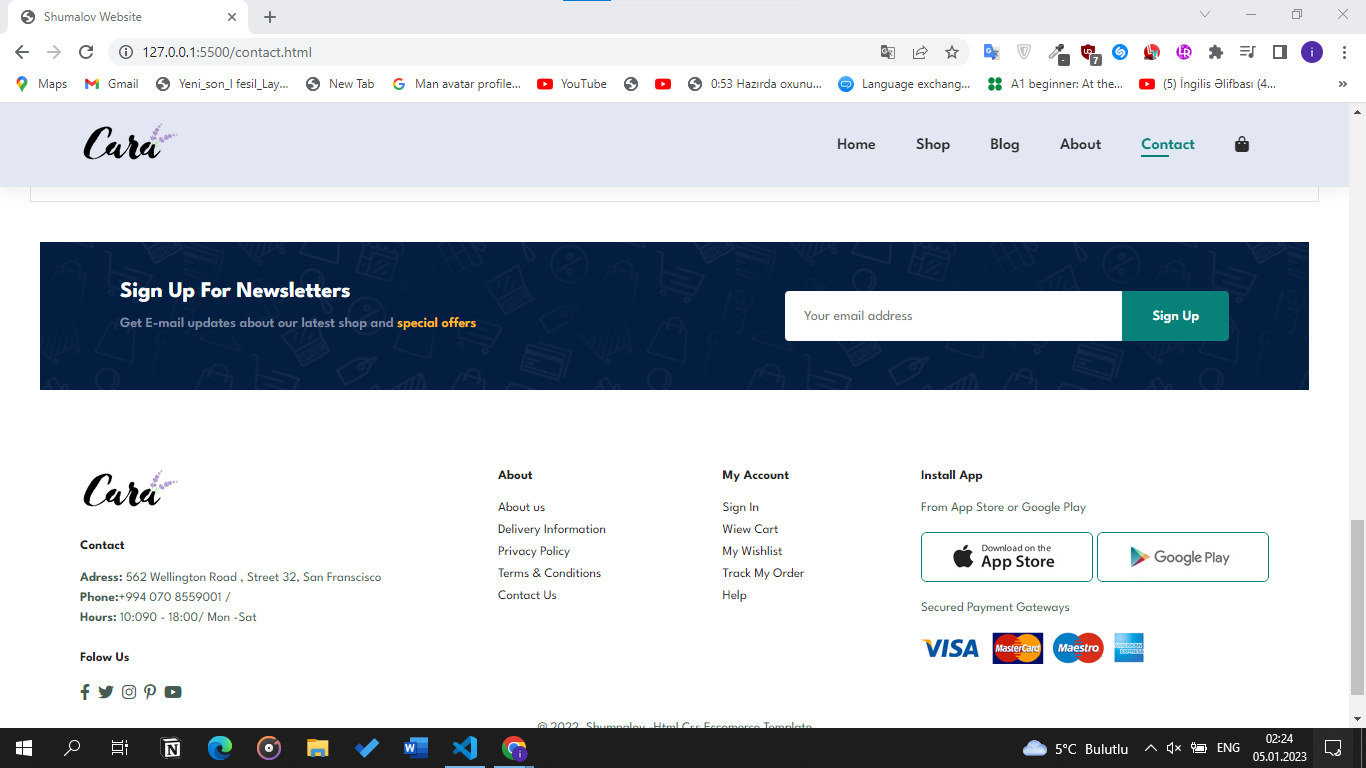 Shumalov Website
127.0.0.1:5500/contact.html
7
i
Maps
Gmail
Yeni_son_I fesil_Lay...
New Tab
Man avatar profile...
YouTube
0:53 Hazırda oxunu...
Language exchang...
A1 beginner: At the...
(5) İngilis Əlifbası (4...
Cara
Home
Shop
Blog
About
Contact
Sign Up For Newsletters
Get E-mail updates about our latest shop and special offers
Your email address
Sign Up
Cara
Contact
Adress: 562 Wellington Road , Street 32, San Franscisco
Phone:+994 070 8559001 /
Hours: 10:090 - 18:00/ Mon -Sat
Folow Us
About
About us
Delivery Information
Privacy Policy
Terms & Conditions
Contact Us
My Account
Sign In
Wiew Cart
My Wishlist
Track My Order
Help
Install App
From App Store or Google Play
Download on the
App Store
Google Play
Secured Payment Gateways
VISA
MasterCard
Maestro
AMERICAN
EXPRESS
© 2022, Shumnalov -Html Css Eccomerce Template
5°C Bulutlu
ENG
02:24
05.01.2023